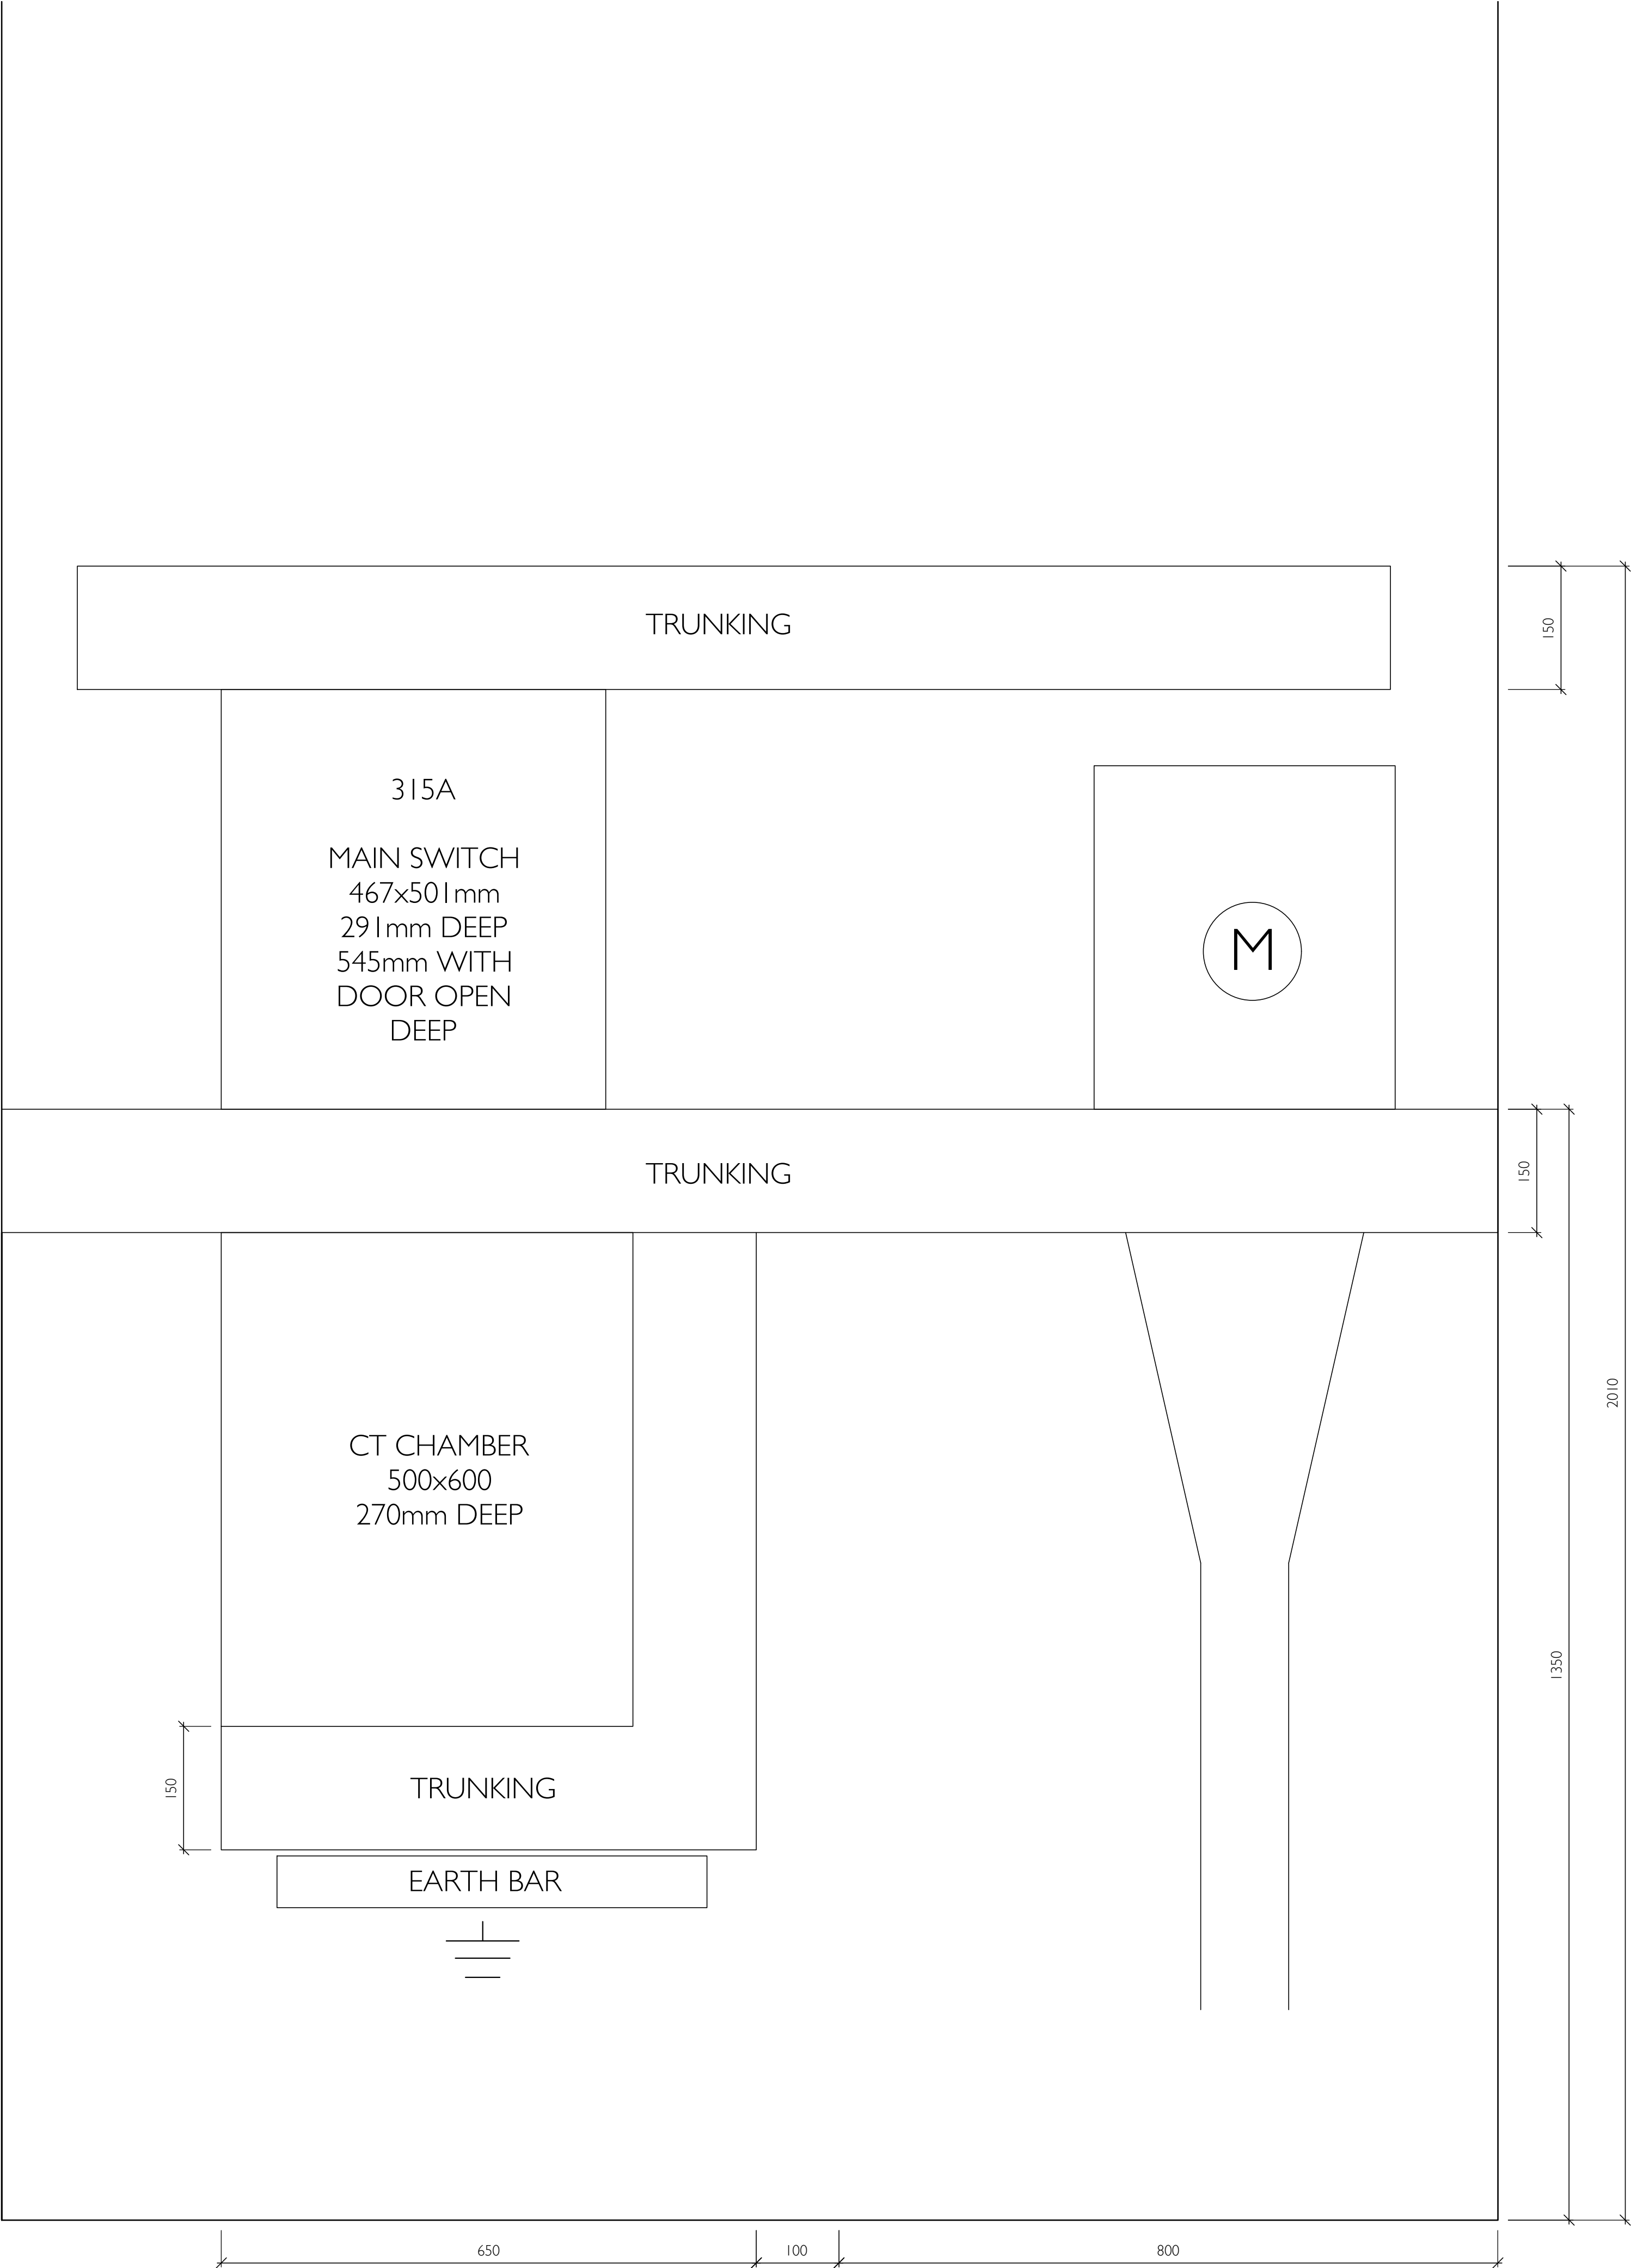 TRUNKING
150
315A
MAIN SWITCH
467x501mm
291mm DEEP
545mm WITH
DOOR OPEN
DEEP
M
TRUNKING
150
2010
CT CHAMBER
500x600
270mm DEEP
1350
150
TRUNKING
EARTH BAR
650
100
800